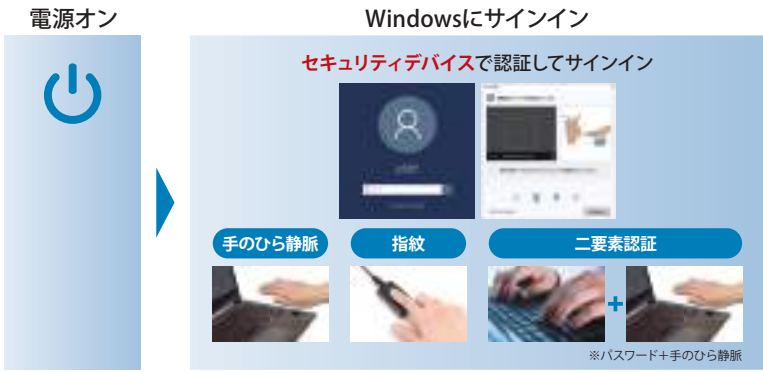 電源オン
Windowsにサインイン
セキュリティデバイスで認証してサインイン
手のひら静脈
指紋
二要素認証
+
※パスワード+手のひら静脈